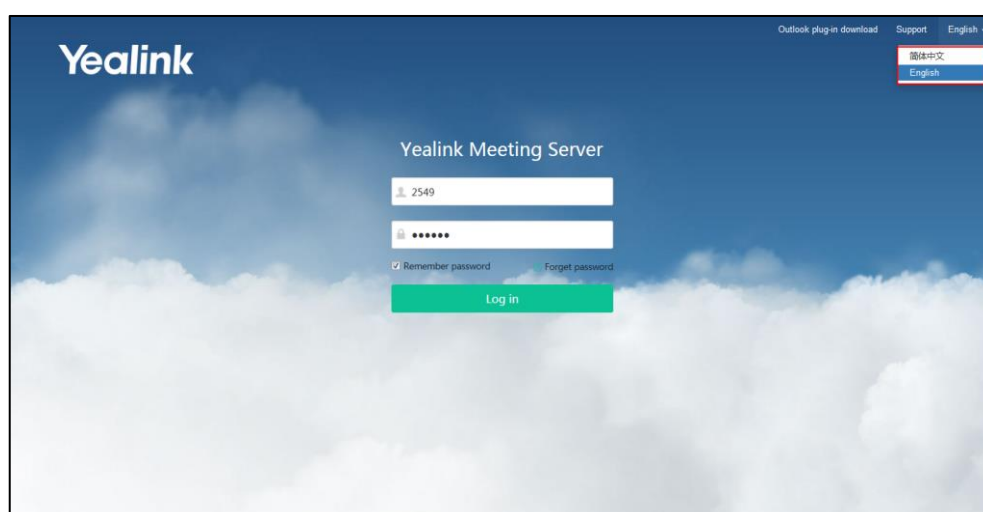 Outlook plug-in download Support English
Yealink
简体中文
English
Yealink Meeting Server
2549
••••••
Remember password Forget password
Log in